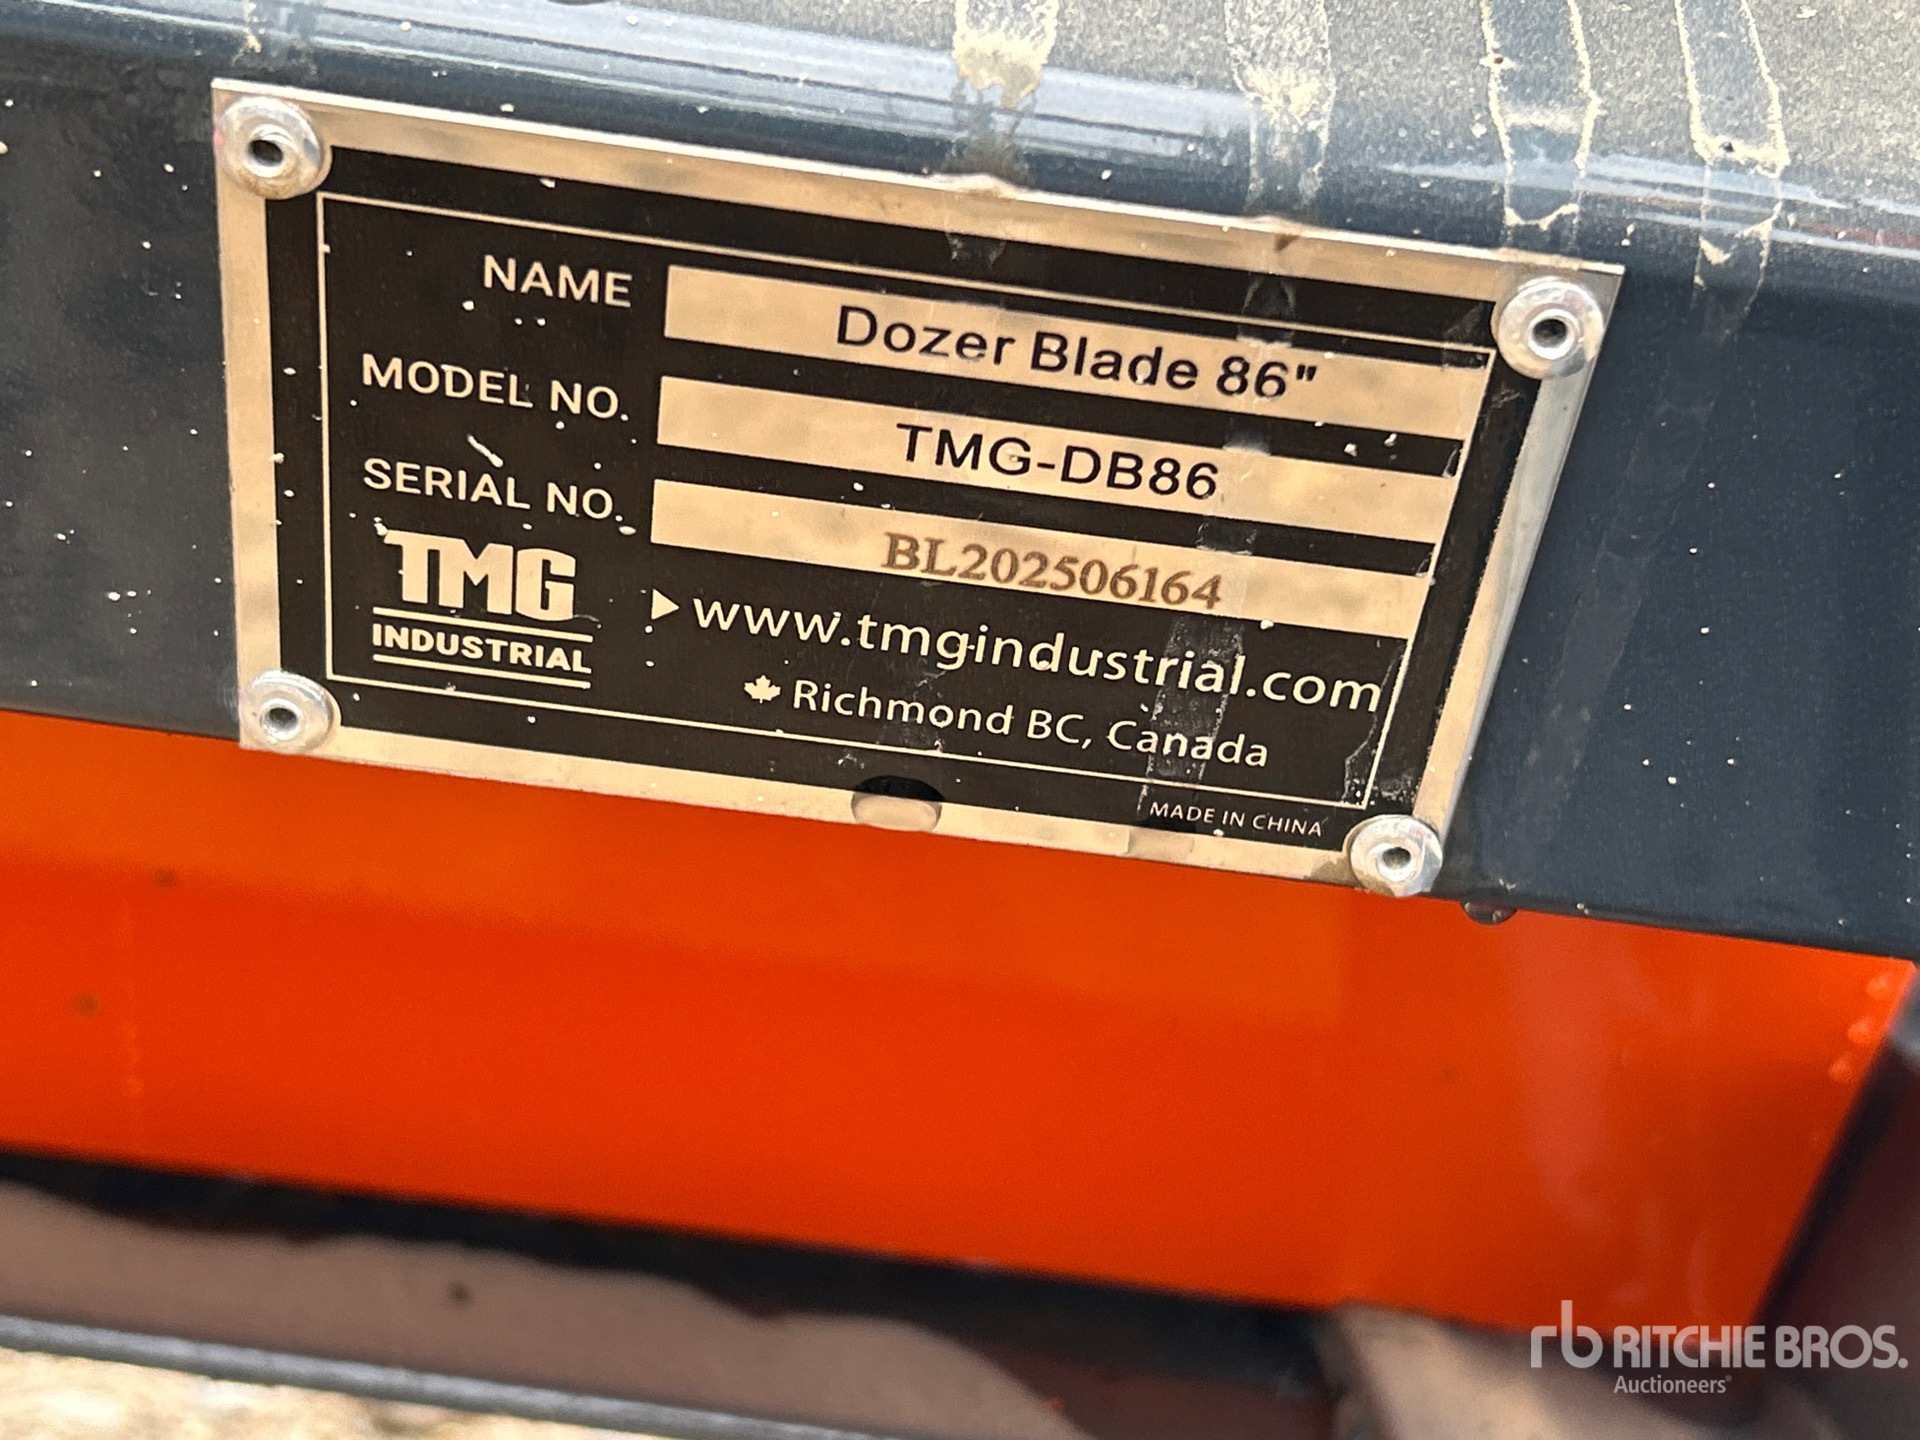 NAME Dozer Blade 86"
MODEL NO. TMG-DB86
SERIAL NO. BL202506164
TMG
INDUSTRIAL
www.tmgindustrial.com
Richmond BC, Canada
MADE IN CHINA
rb RITCHIE BROS.
Auctioneers